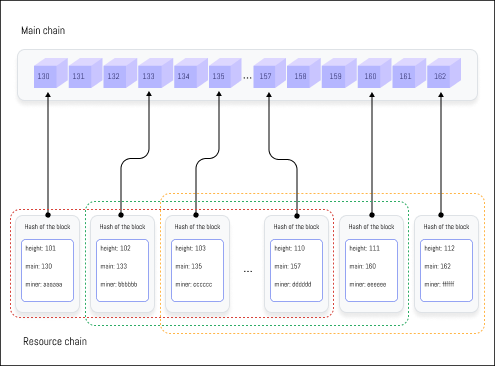 Main chain
130 131 132 133 134 135 ... 157 158 159 160 161 162
Hash of the block Hash of the block Hash of the block Hash of the block Hash of the block Hash of the block
height: 101 height: 102 height: 103 height: 110 height: 111 height: 112
main: 130 main: 133 main: 135 ... main: 157 main: 160 main: 162
miner: aaaaaa miner: bbbbbb miner: cccccc miner: dddddd miner: eeeeee miner: ffffff
Resource chain